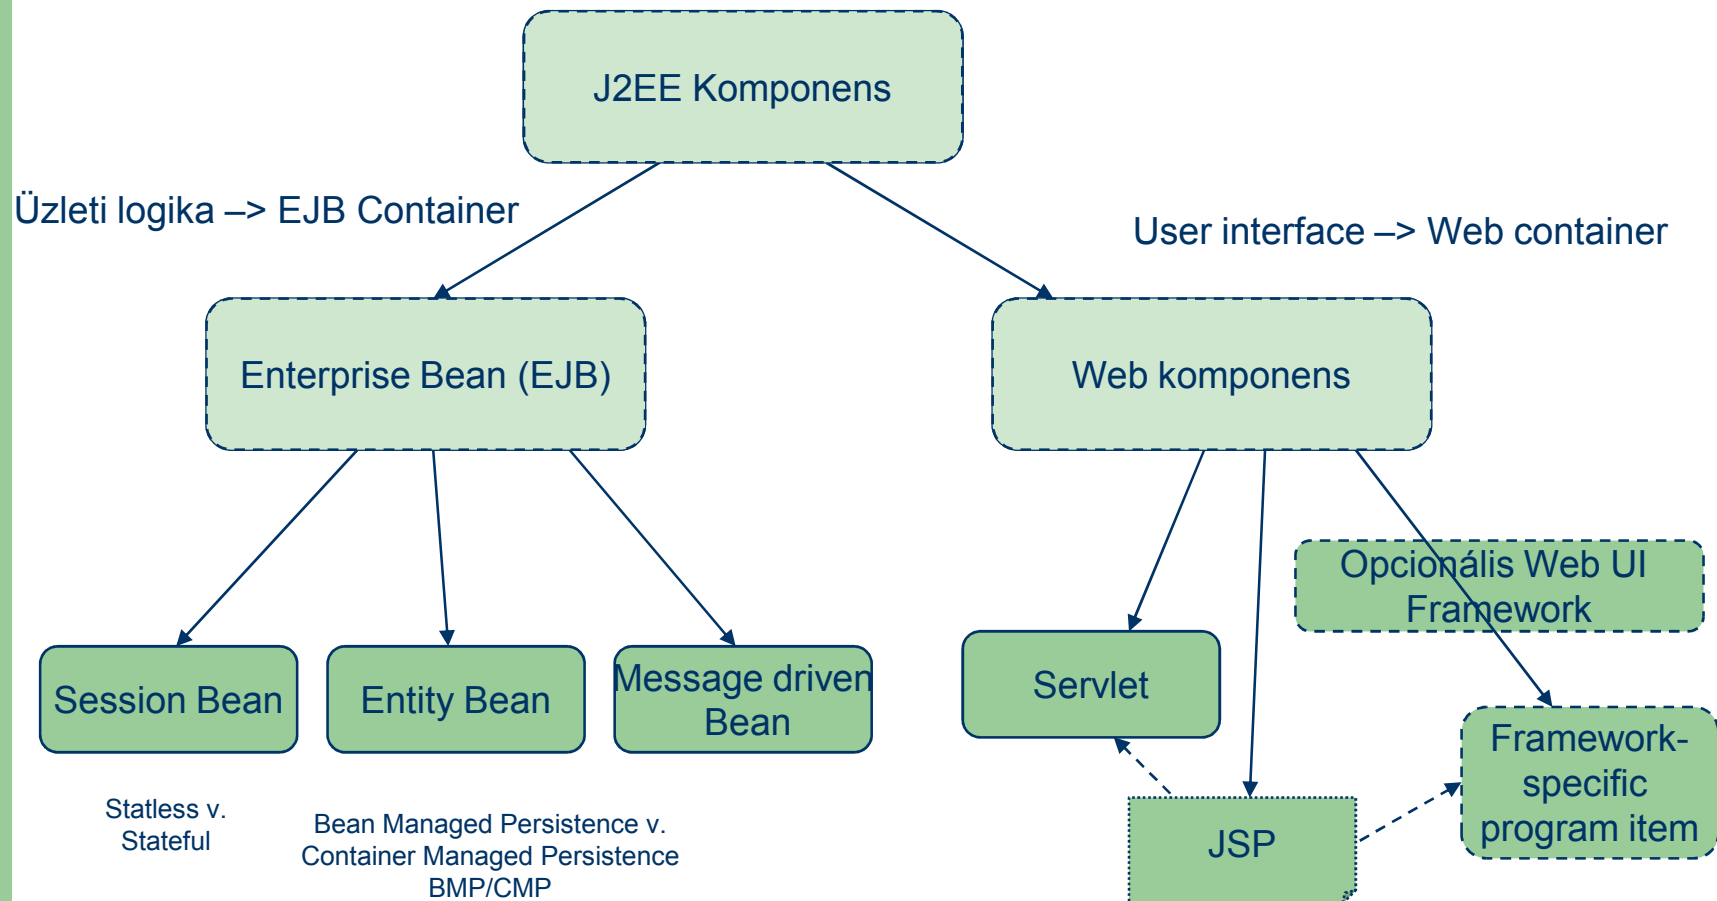 J2EE Komponens
Üzleti logika –> EJB Container
User interface –> Web container
Enterprise Bean (EJB)
Web komponens
Opcionális Web UI
Framework
Session Bean
Entity Bean
Message driven
Bean
Servlet
Framework-
specific
program item
JSP
Statless v.
Stateful
Bean Managed Persistence v.
Container Managed Persistence
BMP/CMP